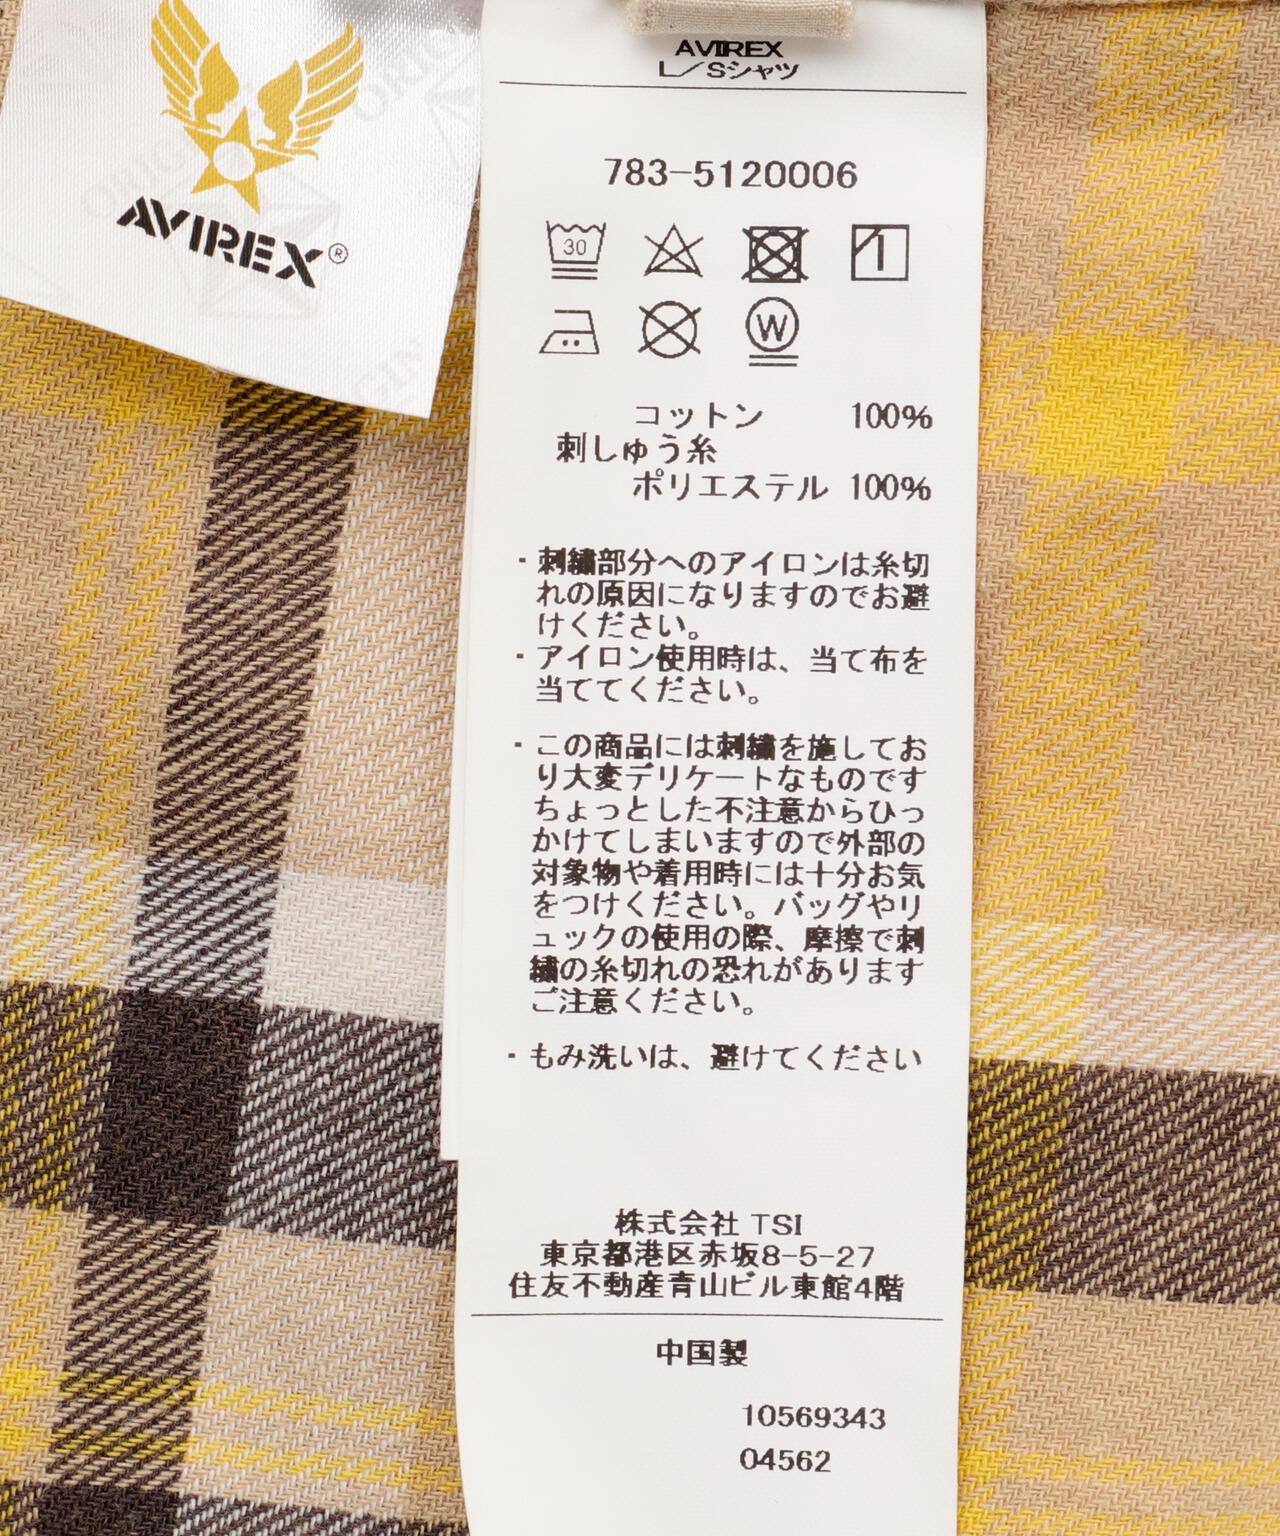 AVIREX®
AVIREX
L/Sシャツ
783-5120006
30
W
コットン 100%
刺しゅう糸
ポリエステル 100%
・刺繍部分へのアイロンは糸切
れの原因になりますのでお避
けください。
・アイロン使用時は、当て布を
当ててください。
・この商品には刺繍を施してお
り大変デリケートなものです
ちょっとした不注意からひっ
かけてしまいますので外部の
対象物や着用時には十分お気
をつけください。バッグやリ
ュックの使用の際、摩擦で刺
繍の糸切れの恐れがあります
ご注意ください。
・もみ洗いは、避けてください
株式会社 TSI
東京都港区赤坂8-5-27
住友不動産青山ビル東館4階
中国製
10569343
04562